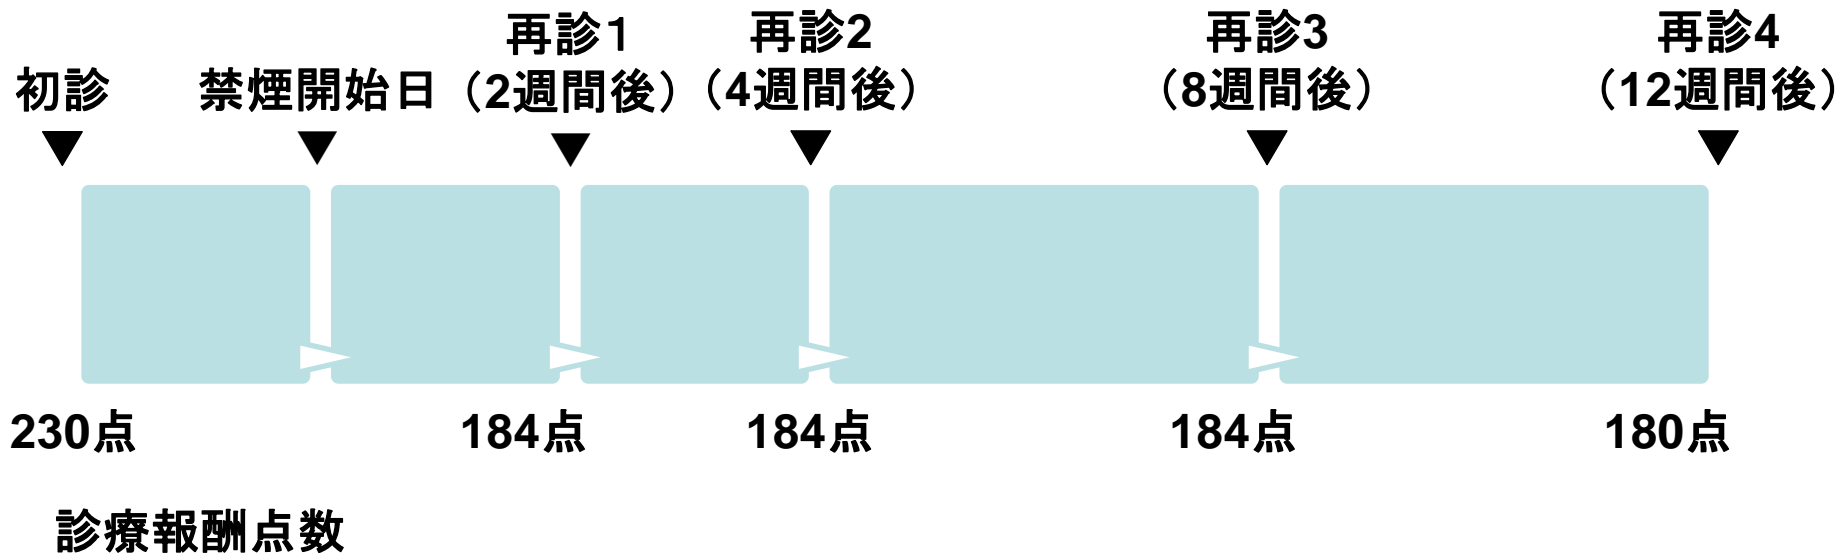 初診
禁煙開始日
再診１
（2週間後）
再診2
（4週間後）
再診3
（8週間後）
再診4
（12週間後）
230点
184点
184点
184点
180点
診療報酬点数